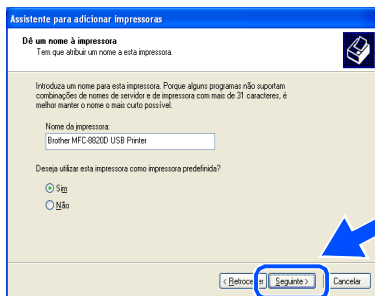 Assistente para adicionar impressoras
Dê um nome à impressora
Tem que atribuir um nome a esta impressora.
Introduza um nome para esta impressora. Porque alguns programas não suportam
combinações de nomes de servidor e de impressora com mais de 31 caracteres, é
melhor manter o nome o mais curto possível.
Nome da impressora:
Brother MFC-8820D USB Printer
Deseja utilizar esta impressora como impressora predefinida?
Sim
Não
< Retroceder Seguinte > Cancelar